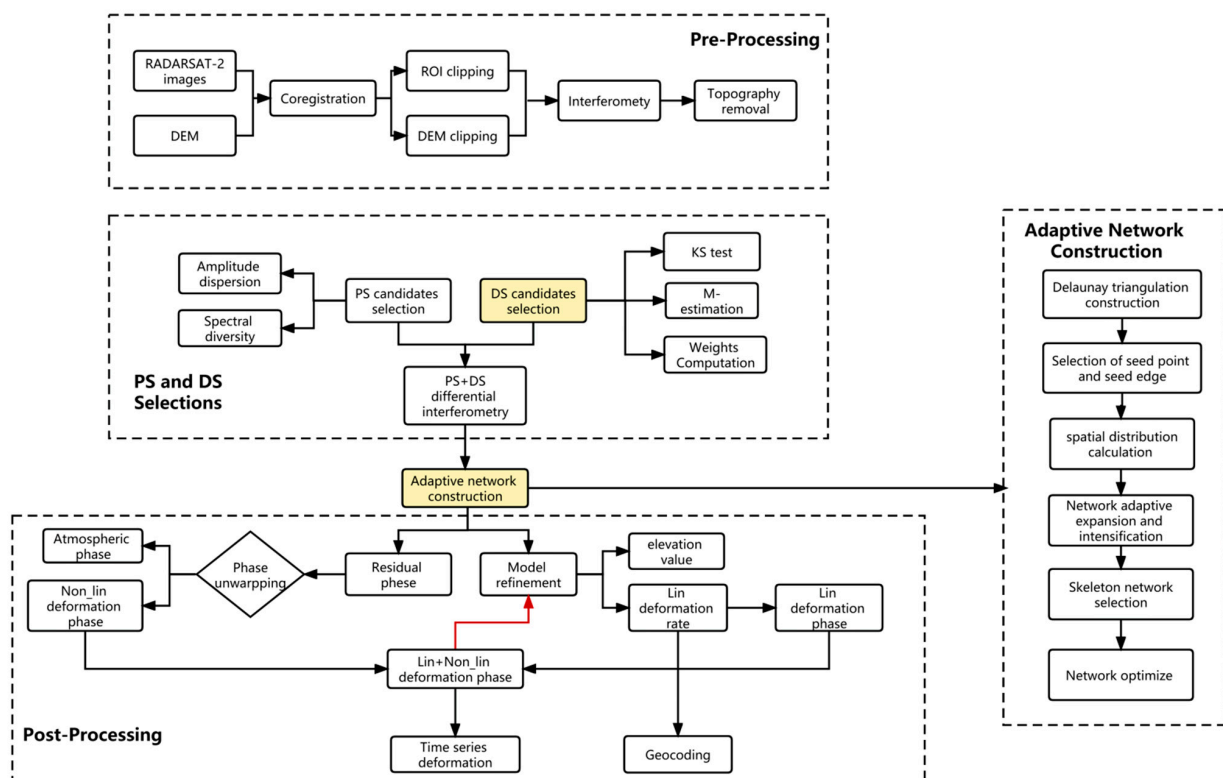 Pre-Processing
RADARSAT-2
images
DEM
Coregistration
ROI clipping
DEM clipping
Interferomety
Topography
removal
Amplitude
dispersion
Spectral
diversity
PS candidates
selection
DS candidates
selection
KS test
M-
estimation
Weights
Computation
PS+DS
differential
interferometry
PS and DS
Selections
Adaptive network
construction
Adaptive Network
Construction
Delaunay triangulation
construction
Selection of seed point
and seed edge
spatial distribution
calculation
Network adaptive
expansion and
intensification
Skeleton network
selection
Network optimize
Atmospheric
phase
Non_lin
deformation
phase
Phase
unwarpping
Residual
phese
Model
refinement
elevation
value
Lin
deformation
rate
Lin
deformation
phase
Lin+Non_lin
deformation phase
Time series
deformation
Geocoding
Post-Processing